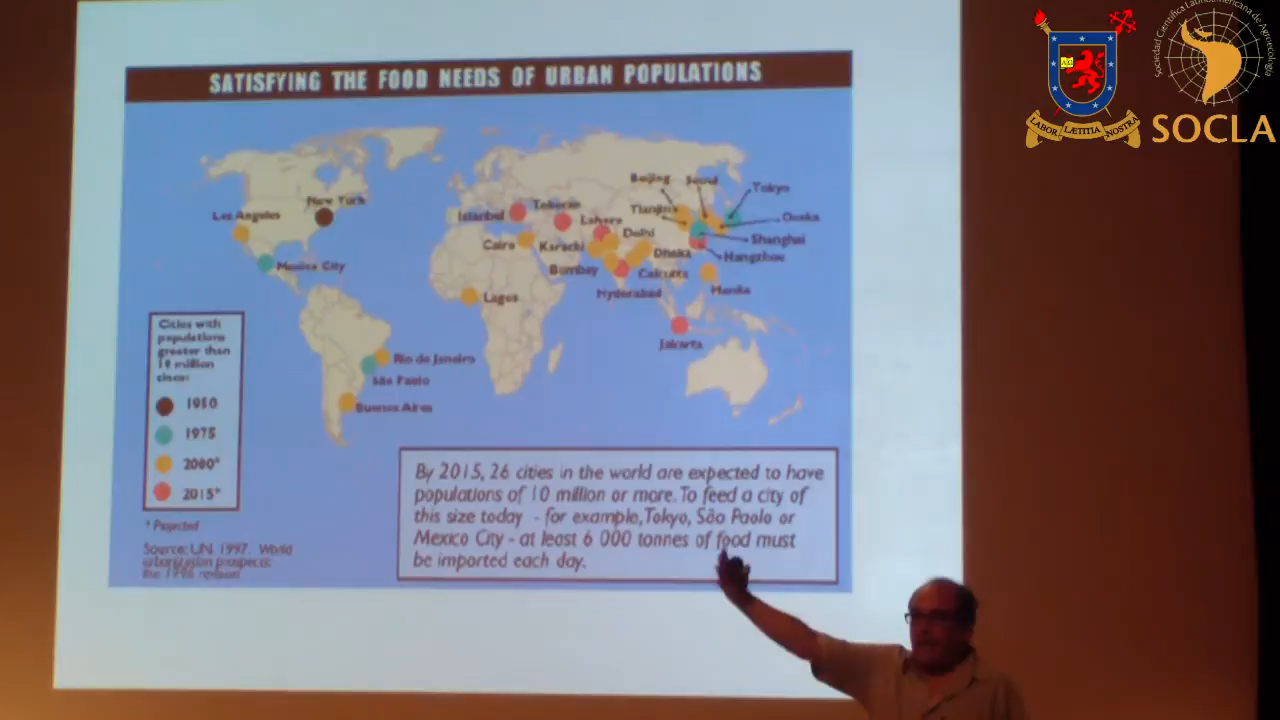 SATISFYING THE FOOD NEEDS OF URBAN POPULATIONS
Beijing
Seoul
Tokyo
New York
Los Angeles
Istanbul
Teheran
Tianjin
Lahore
Osaka
Delhi
Shanghai
Cairo
Karachi
Dhaka
Hangzhou
Mexico City
Bombay
Calcutta
Hyderabad
Manila
Lagos
Jakarta
Rio de Janeiro
São Paolo
Buenos Aires
Cities with
populations
greater than
10 million
since:
1950
1975
2000*
2015*
* Projected
Source: U.N. 1997. World
urbanization prospects:
the 1996 revision
By 2015, 26 cities in the world are expected to have
populations of 10 million or more. To feed a city of
this size today - for example, Tokyo, São Paolo or
Mexico City - at least 6 000 tonnes of food must
be imported each day.
LABOR LÆTITIA NOSTRA
Sociedad Científica Latinoamericana de Agroecología
SOCLA